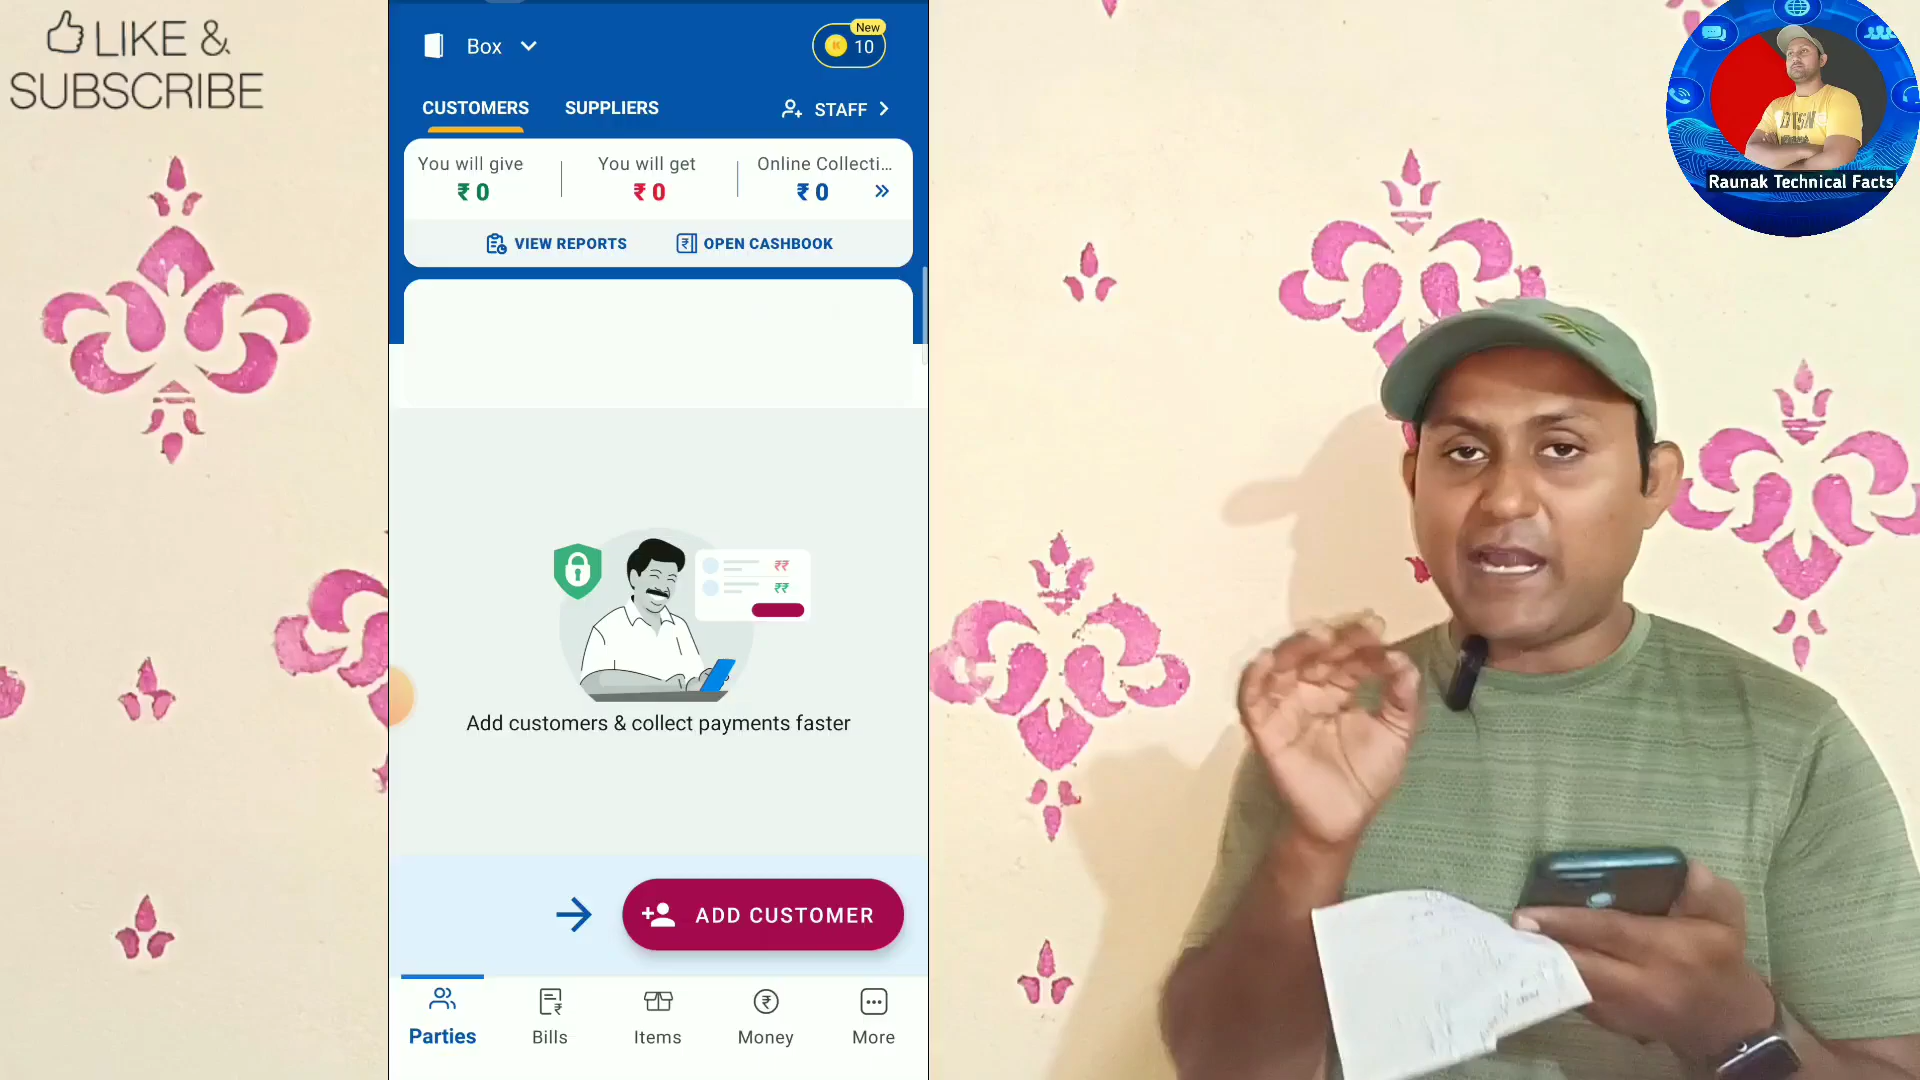 LIKE &
SUBSCRIBE
Box
New
10
CUSTOMERS
SUPPLIERS
STAFF
You will give
You will get
Online Collecti...
₹ 0
₹ 0
₹ 0
VIEW REPORTS
OPEN CASHBOOK
₹₹
₹₹
Add customers & collect payments faster
ADD CUSTOMER
Parties
Bills
Items
Money
More
Raunak Technical Facts